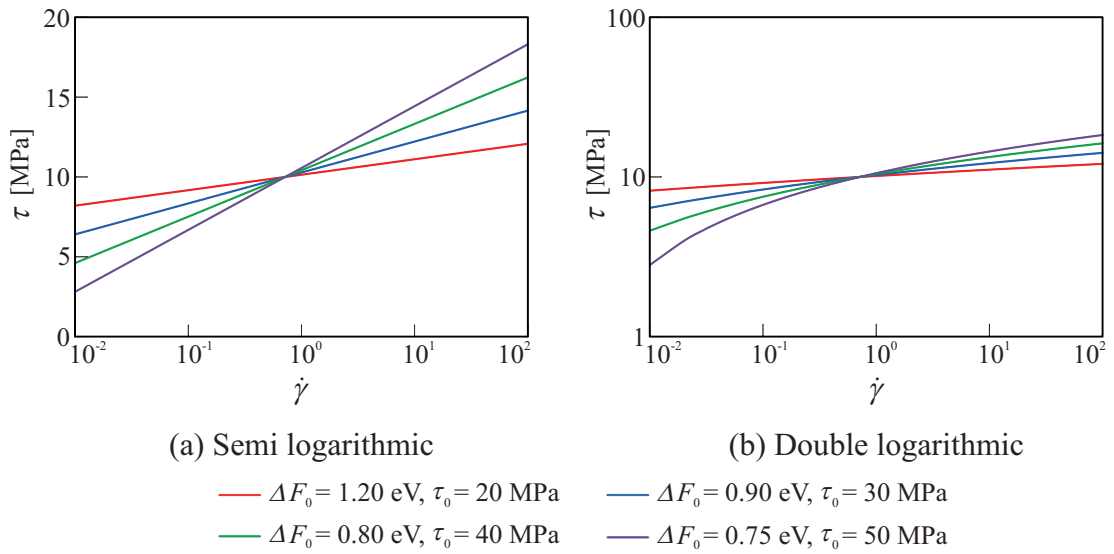 20
15
10
5
0
τ [MPa]
10⁻² 10⁻¹ 10⁰ 10¹ 10²
γ̇
(a) Semi logarithmic
100
10
1
τ [MPa]
10⁻² 10⁻¹ 10⁰ 10¹ 10²
γ̇
(b) Double logarithmic
ΔF₀ = 1.20 eV, τ₀ = 20 MPa
ΔF₀ = 0.90 eV, τ₀ = 30 MPa
ΔF₀ = 0.80 eV, τ₀ = 40 MPa
ΔF₀ = 0.75 eV, τ₀ = 50 MPa